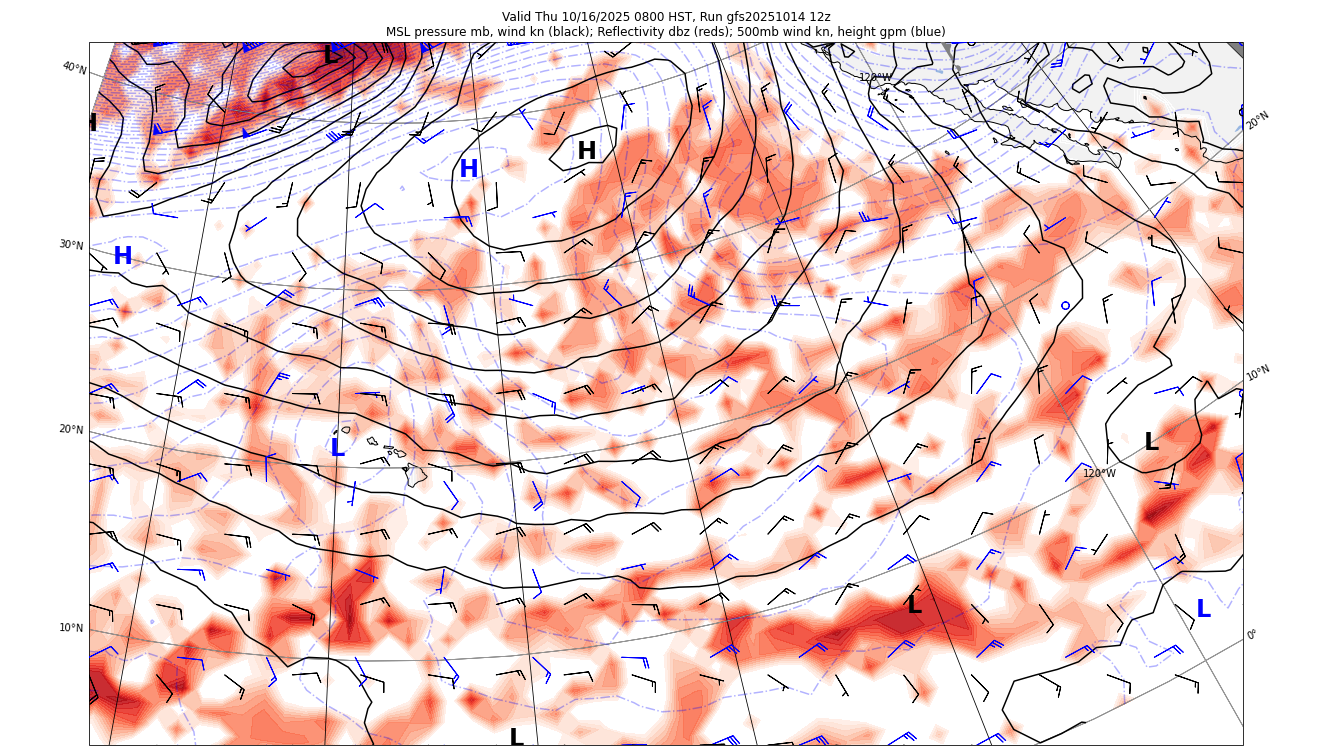 Valid Thu 10/16/2025 0800 HST, Run gfs20251014 12z
MSL pressure mb, wind kn (black); Reflectivity dbz (reds); 500mb wind kn, height gpm (blue)
L
40°N
120°W
H
20°N
H
H
30°N
H
10°N
20°N
L
L
120°W
L
L
10°N
0°
L